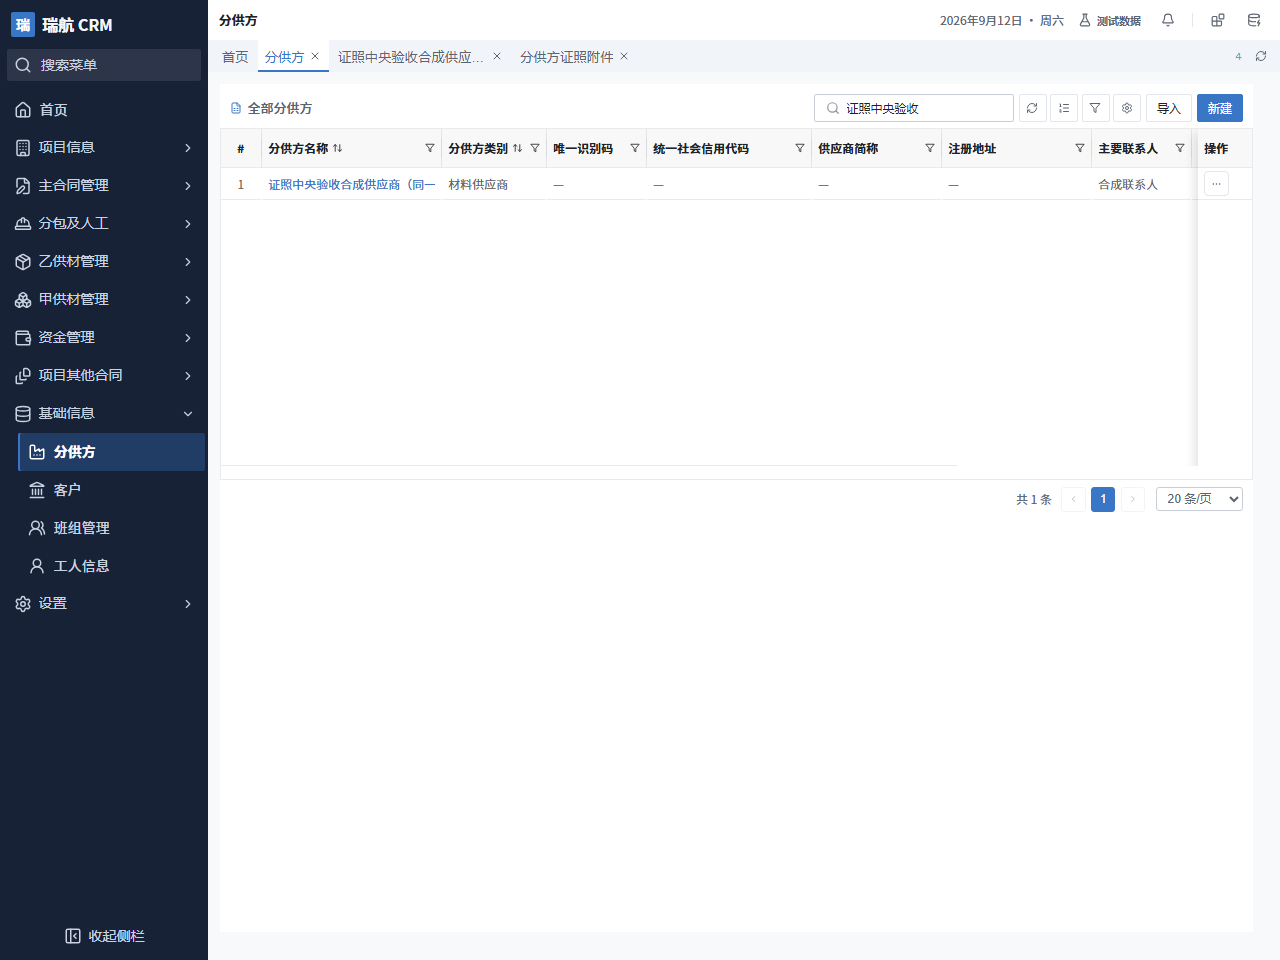 瑞 瑞航 CRM
搜索菜单
首页
项目信息
主合同管理
分包及人工
乙供材管理
甲供材管理
资金管理
项目其他合同
基础信息
分供方
客户
班组管理
工人信息
设置
收起侧栏
分供方
2026年9月12日 · 周六 测试数据
首页 分供方 证照中央验收合成供应... 分供方证照附件 4
全部分供方 证照中央验收 导入 新建
# 分供方名称 分供方类别 唯一识别码 统一社会信用代码 供应商简称 注册地址 主要联系人 操作
1 证照中央验收合成供应商（同一 材料供应商 — — — — 合成联系人 ...
共 1 条 1 20 条/页